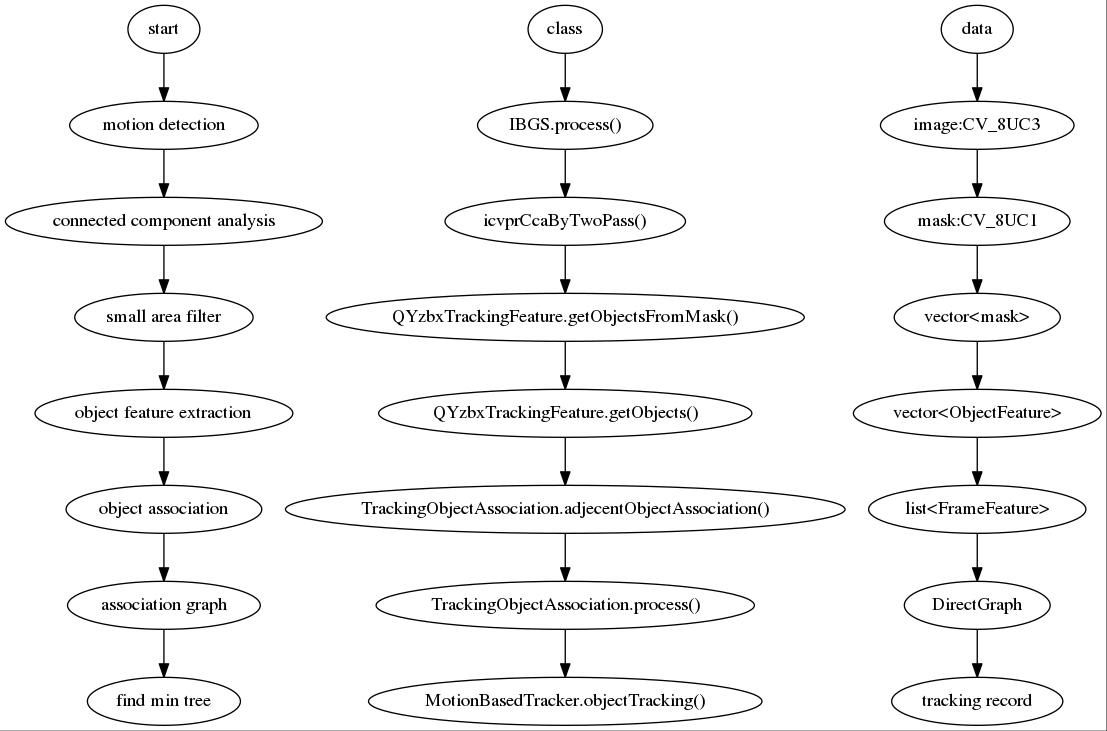 start
class
data
motion detection
IBGS.process()
image:CV_8UC3
connected component analysis
icvprCcaByTwoPass()
mask:CV_8UC1
small area filter
QYzbxTrackingFeature.getObjectsFromMask()
vector<mask>
object feature extraction
QYzbxTrackingFeature.getObjects()
vector<ObjectFeature>
object association
TrackingObjectAssociation.adjecentObjectAssociation()
list<FrameFeature>
association graph
TrackingObjectAssociation.process()
DirectGraph
find min tree
MotionBasedTracker.objectTracking()
tracking record